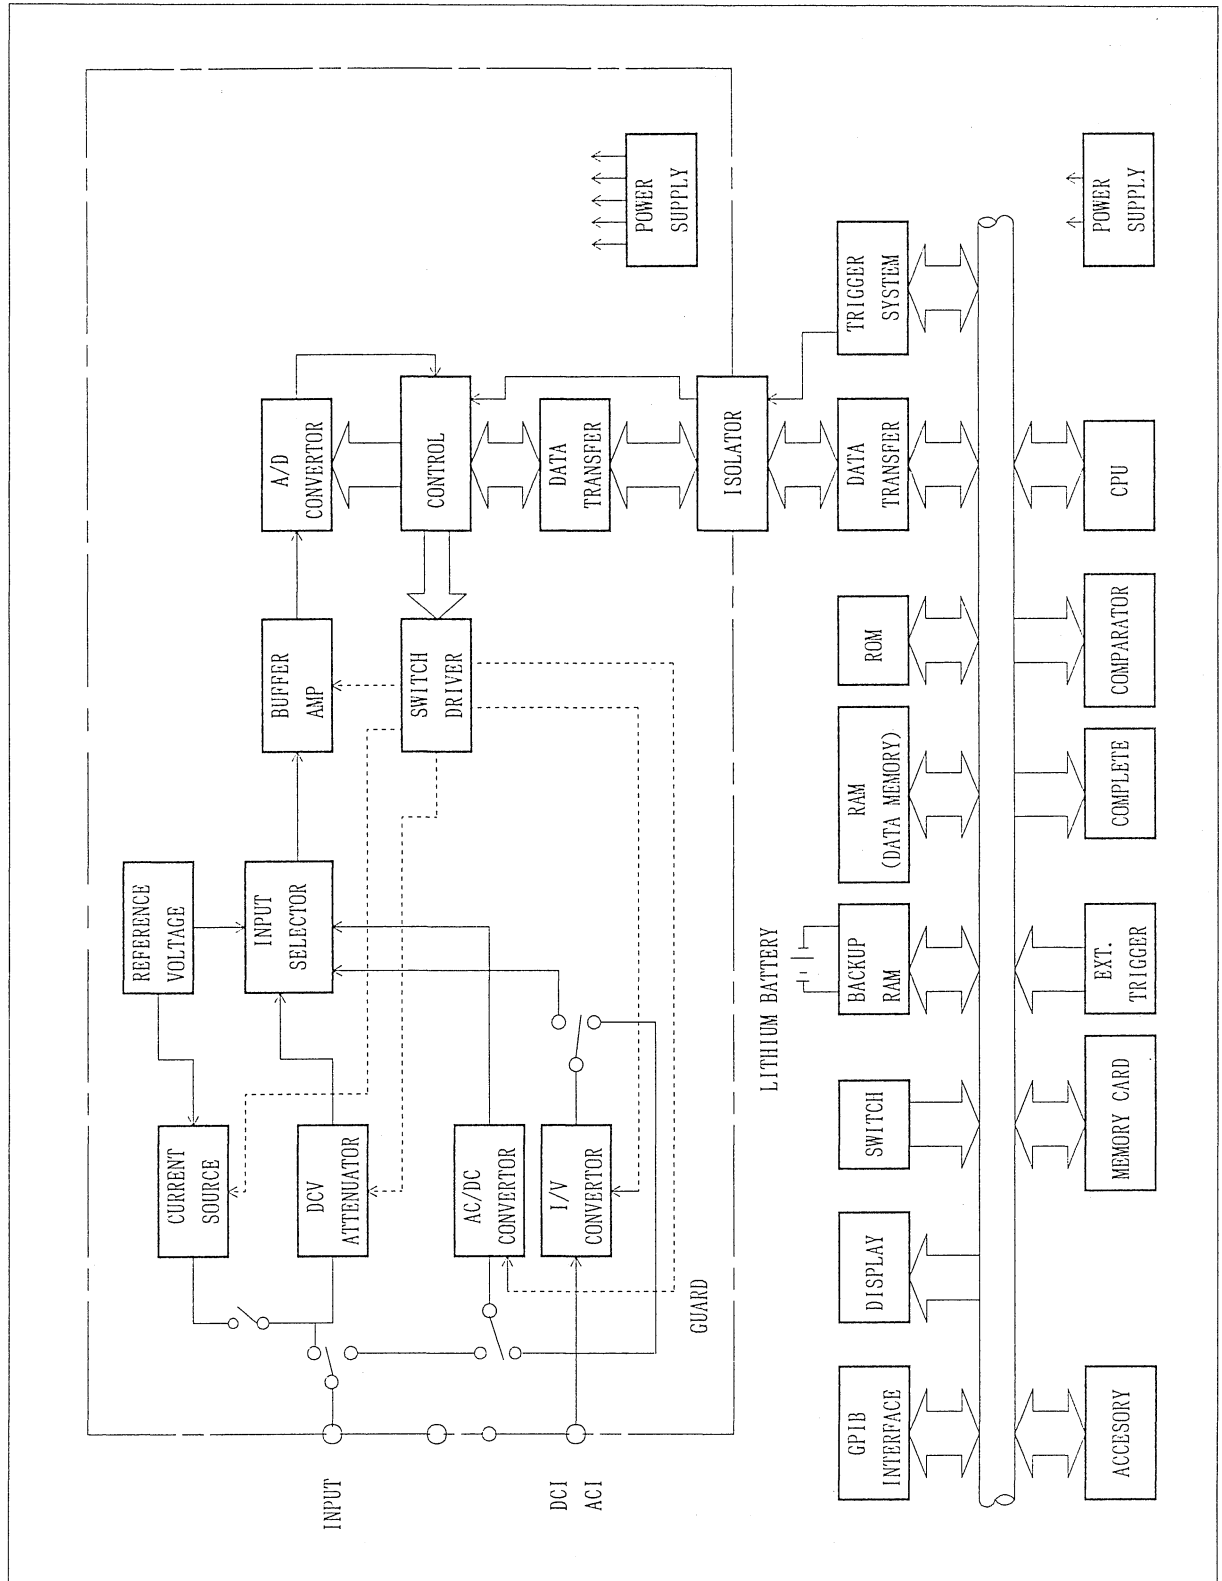 REFERENCE
VOLTAGE
CURRENT
SOURCE
INPUT
SELECTOR
BUFFER
AMP
A/D
CONVERTOR
DCV
ATTENUATOR
SWITCH
DRIVER
CONTROL
AC/DC
CONVERTOR
I/V
CONVERTOR
DATA
TRANSFER
POWER
SUPPLY
GUARD
ISOLATOR
INPUT
DCI
ACI
LITHIUM BATTERY
GPIB
INTERFACE
DISPLAY
SWITCH
BACKUP
RAM
RAM
(DATA MEMORY)
ROM
DATA
TRANSFER
TRIGGER
SYSTEM
ACCESORY
MEMORY CARD
EXT.
TRIGGER
COMPLETE
COMPARATOR
CPU
POWER
SUPPLY